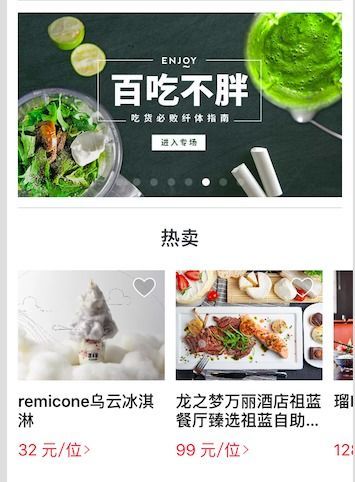 ENJOY
百吃不胖
吃货必败纤体指南
进入专场
热卖
remicone乌云冰淇
淋
32 元/位>
龙之梦万丽酒店祖蓝
餐厅臻选祖蓝自助...
99 元/位>
瑠
128